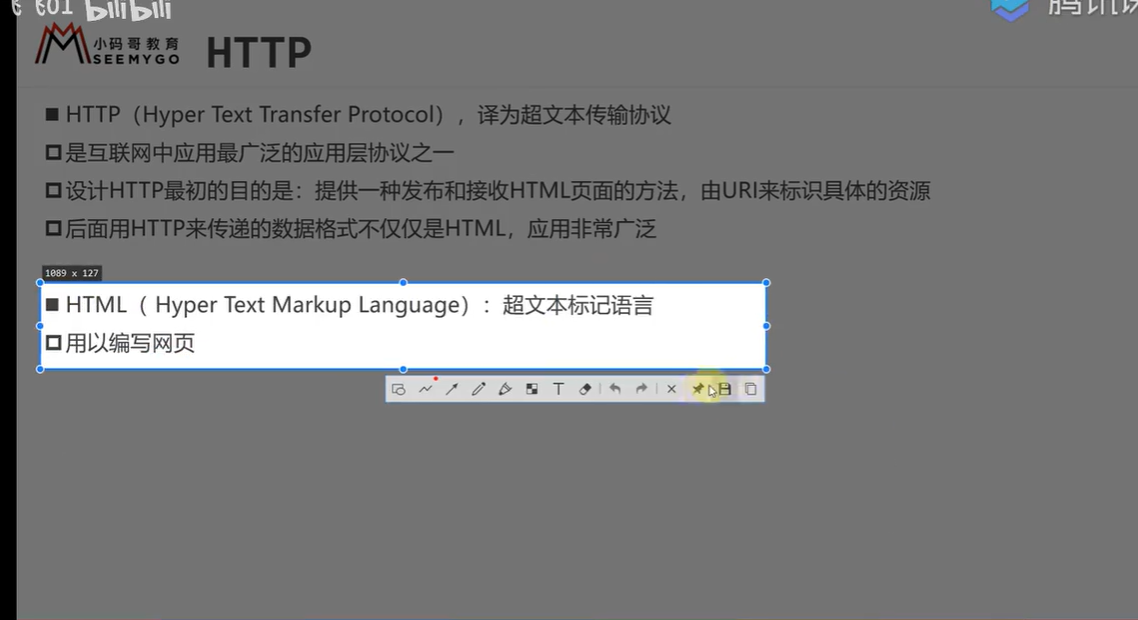 bilibili
腾讯课
小码哥教育
SEEMYGO
HTTP
■ HTTP（Hyper Text Transfer Protocol），译为超文本传输协议
是互联网中应用最广泛的应用层协议之一
设计HTTP最初的目的是：提供一种发布和接收HTML页面的方法，由URI来标识具体的资源
后面用HTTP来传递的数据格式不仅仅是HTML，应用非常广泛
1089 x 127
■ HTML（ Hyper Text Markup Language）：超文本标记语言
用以编写网页
T